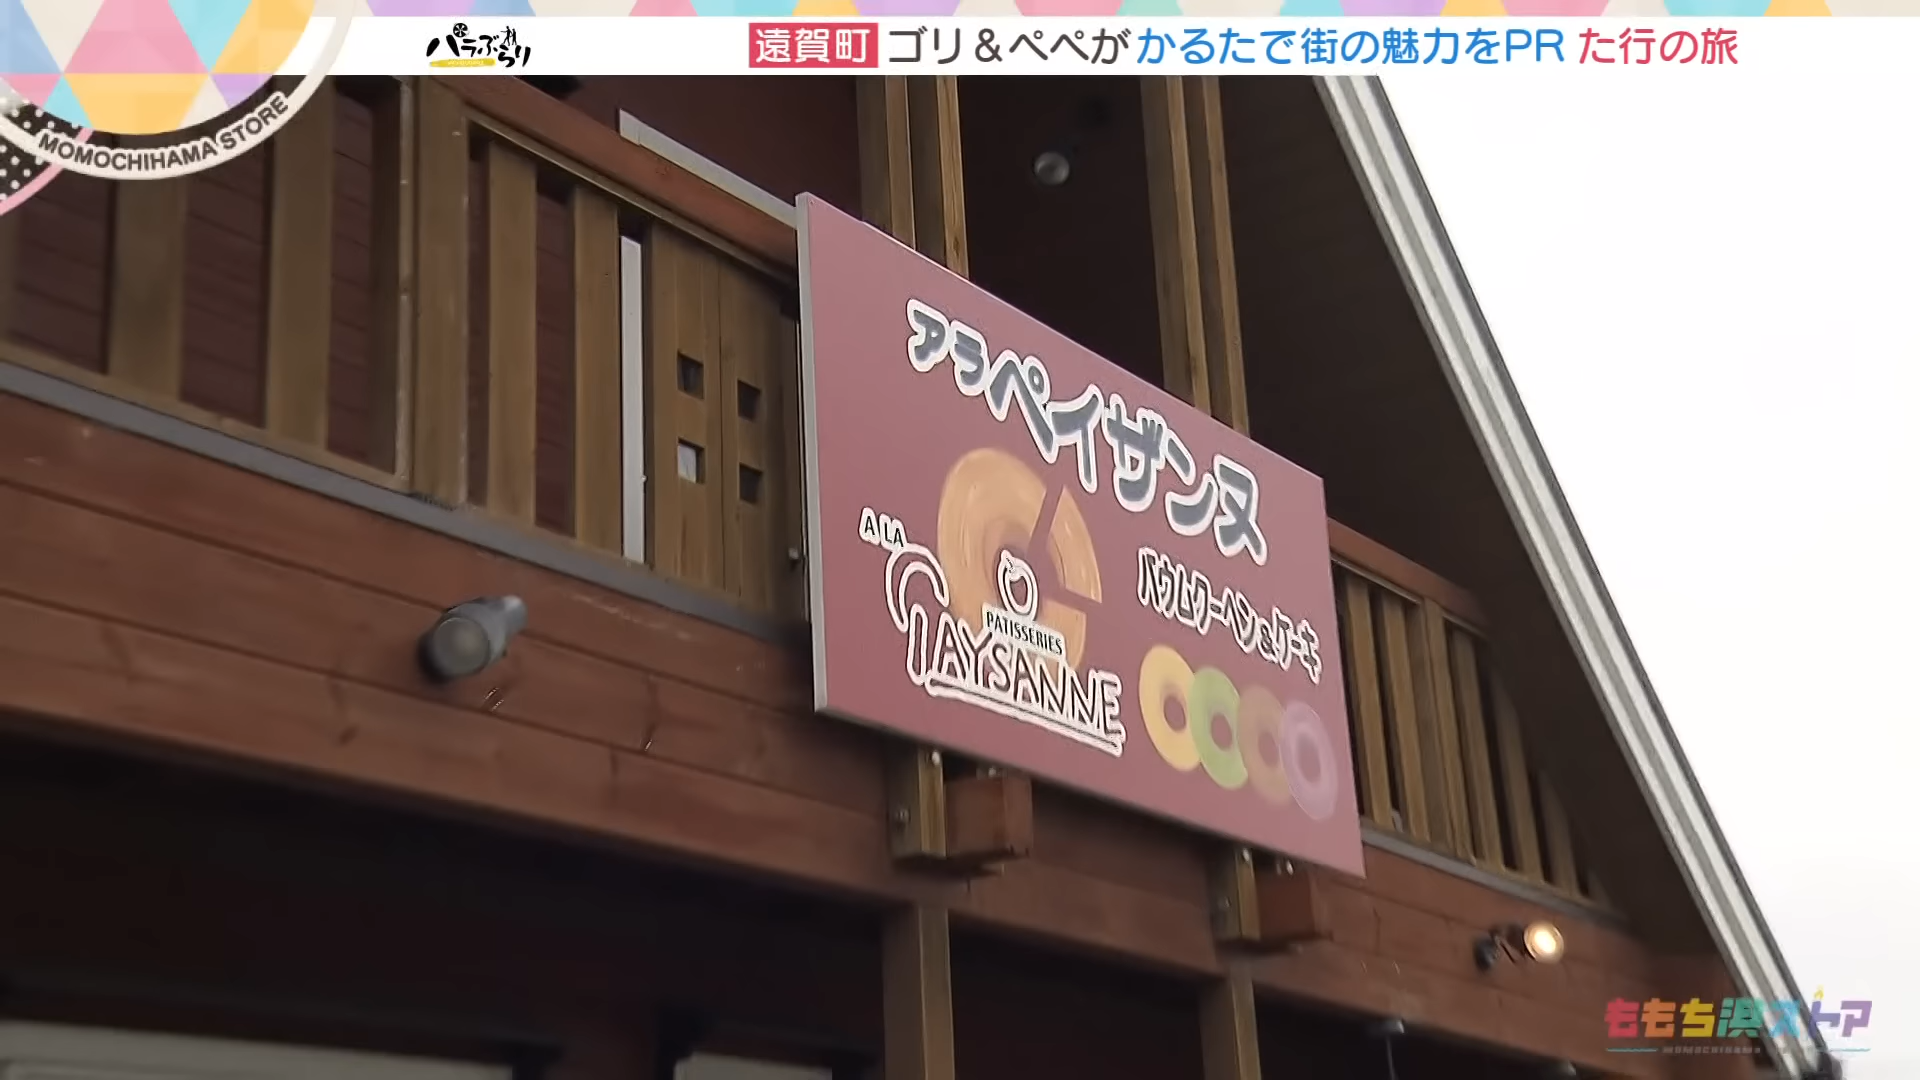 パラぶらり
遠賀町 ゴリ＆ペペがかるたで街の魅力をPR た行の旅
MOMOCHIHAMA STORE
アラペイザンヌ
A LA
PATISSERIES
PAYSANNE
バウムクーヘン&ケーキ
ももち浜ストア